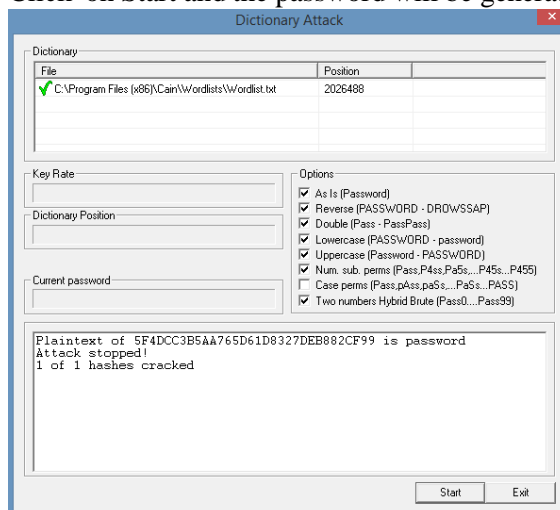 Click on Start and the password will be genera
Dictionary Attack
Dictionary
File Position
C:\Program Files (x86)\Cain\Wordlists\Wordlist.txt 2026488
Key Rate
Dictionary Position
Current password
Options
As Is (Password)
Reverse (PASSWORD - DROWSSAP)
Double (Pass - PassPass)
Lowercase (PASSWORD - password)
Uppercase (Password - PASSWORD)
Num. sub. perms (Pass,P4ss,Pa5s,...P45s...P455)
Case perms (Pass,pAss,paSs,...PaSs...PASS)
Two numbers Hybrid Brute (Pass0....Pass99)
Plaintext of 5F4DCC3B5AA765D61D8327DEB882CF99 is password
Attack stopped!
1 of 1 hashes cracked
Start Exit